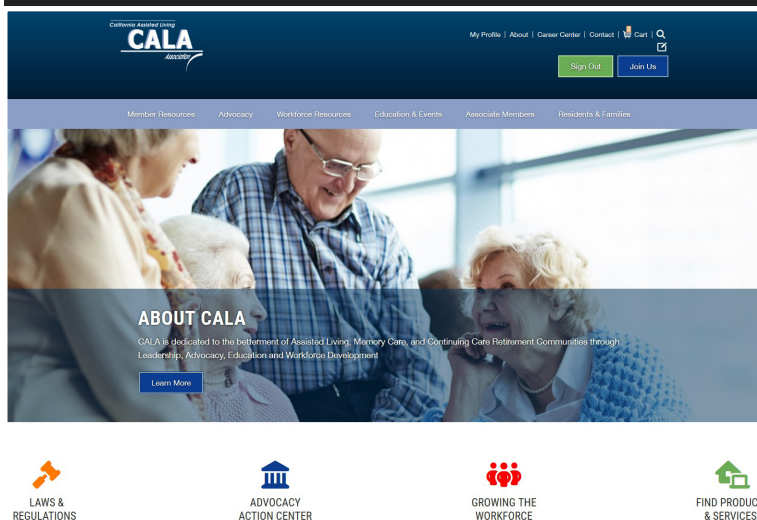 California Assisted Living
CALA
Association
My Profile | About | Career Center | Contact | Cart |
Sign Out
Join Us
Member Resources Advocacy Workforce Resources Education & Events Associate Members Residents & Families
ABOUT CALA
CALA is dedicated to the betterment of Assisted Living, Memory Care, and Continuing Care Retirement Communities through
Leadership, Advocacy, Education and Workforce Development
Learn More
LAWS &
REGULATIONS
ADVOCACY
ACTION CENTER
GROWING THE
WORKFORCE
FIND PRODUC
& SERVICES